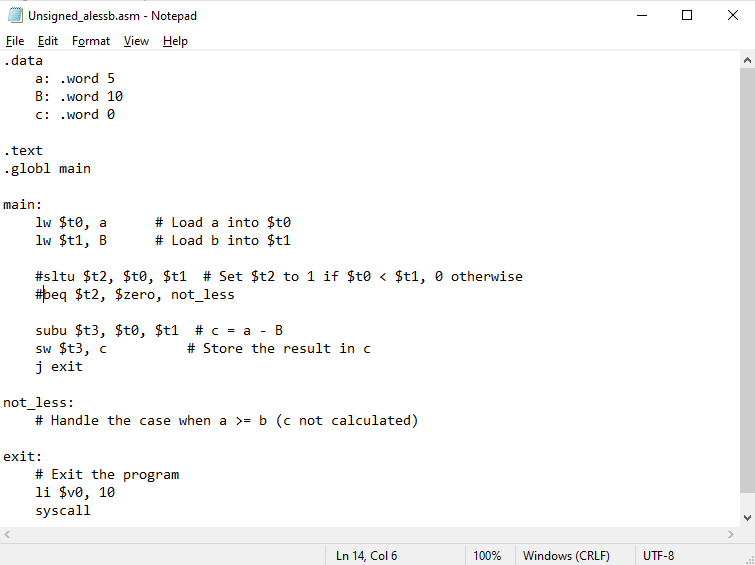 Unsigned_alessb.asm - Notepad
File Edit Format View Help
.data
    a: .word 5
    B: .word 10
    c: .word 0

.text
.globl main

main:
    lw $t0, a      # Load a into $t0
    lw $t1, B      # Load b into $t1

    #sltu $t2, $t0, $t1  # Set $t2 to 1 if $t0 < $t1, 0 otherwise
    #beq $t2, $zero, not_less

    subu $t3, $t0, $t1  # c = a - B
    sw $t3, c          # Store the result in c
    j exit

not_less:
    # Handle the case when a >= b (c not calculated)

exit:
    # Exit the program
    li $v0, 10
    syscall
Ln 14, Col 6 100% Windows (CRLF) UTF-8